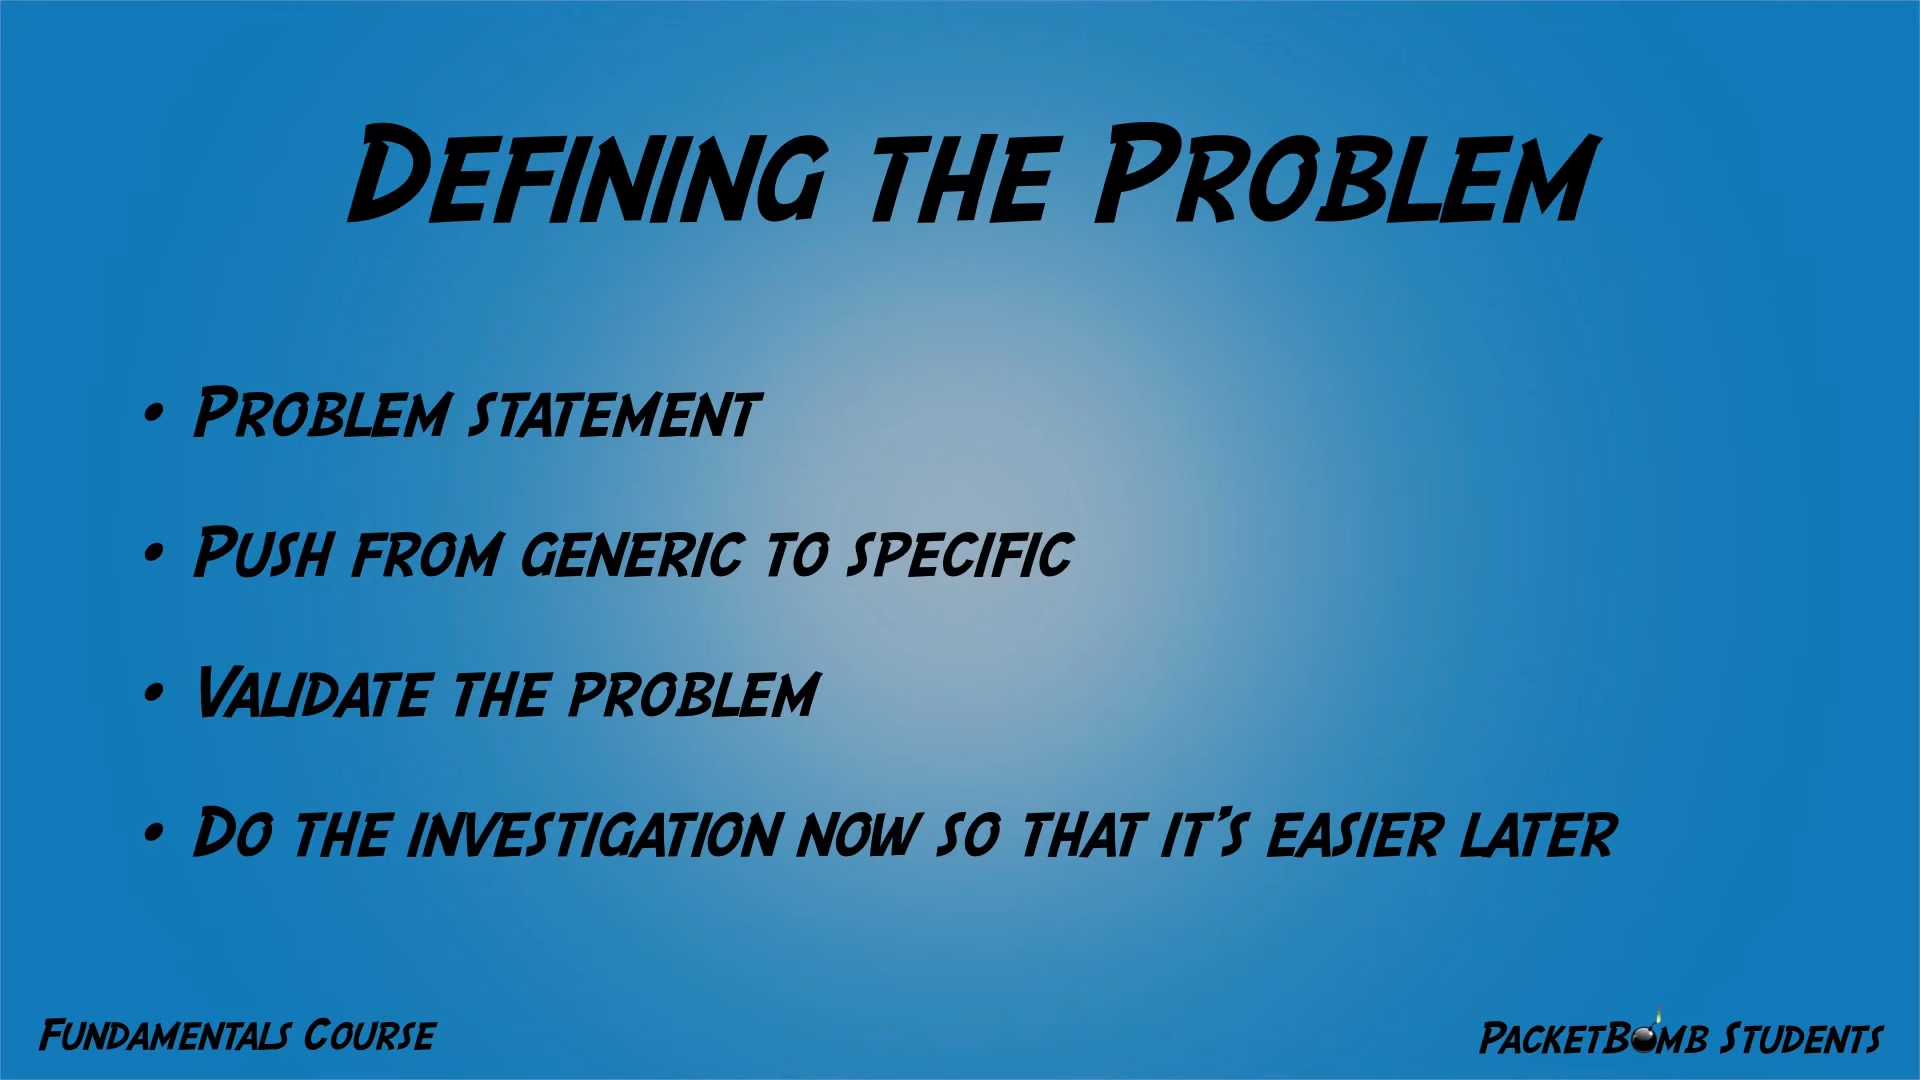 Defining the Problem
• Problem statement
• Push from generic to specific
• Validate the problem
• Do the investigation now so that it's easier later
Fundamentals Course
PacketBomb Students